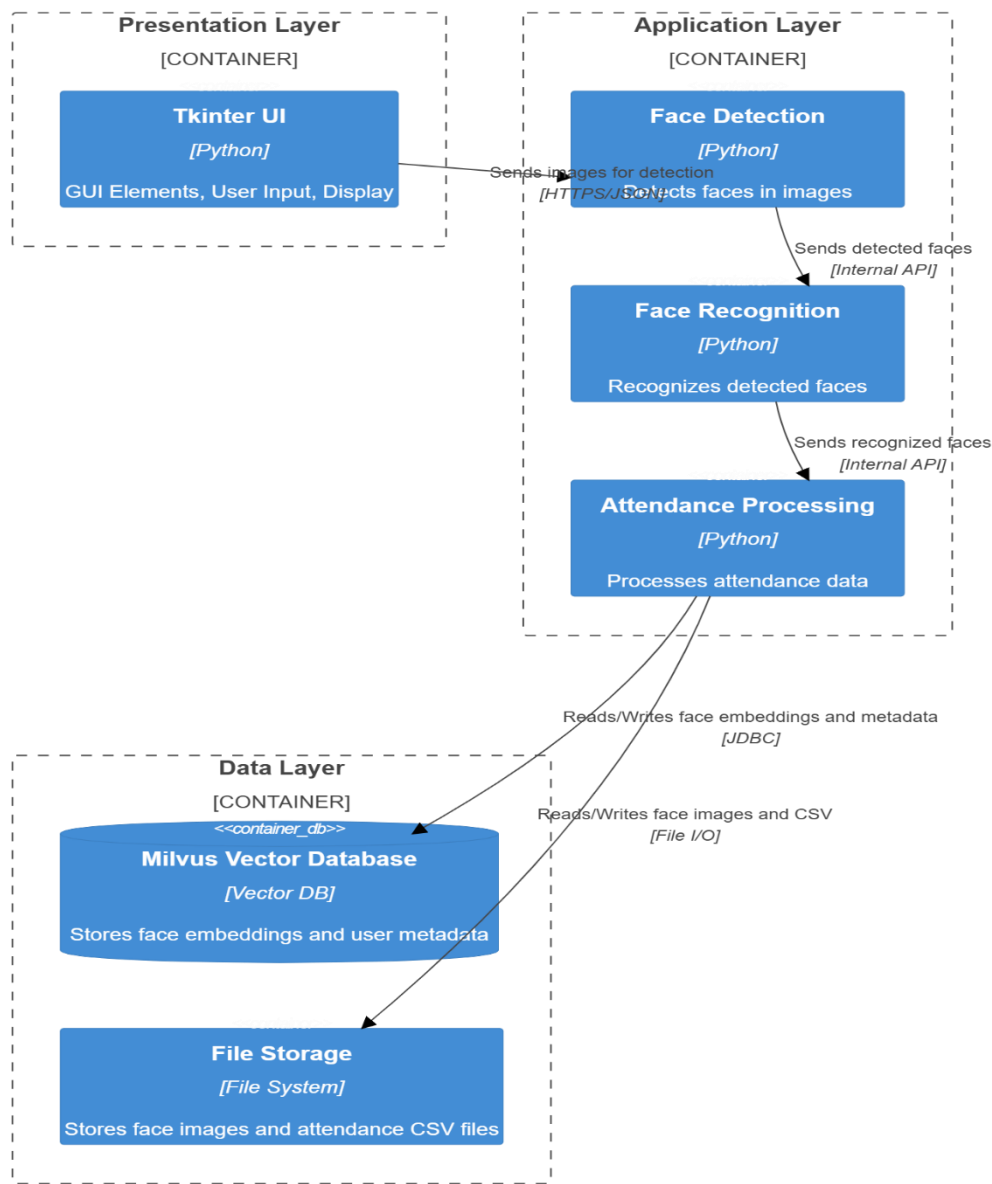 Presentation Layer
[CONTAINER]
Tkinter UI
[Python]
GUI Elements, User Input, Display
Application Layer
[CONTAINER]
Face Detection
[Python]
Detects faces in images
Sends images for detection
[HTTPS/JSON]
Sends detected faces
[Internal API]
Face Recognition
[Python]
Recognizes detected faces
Sends recognized faces
[Internal API]
Attendance Processing
[Python]
Processes attendance data
Reads/Writes face embeddings and metadata
[JDBC]
Reads/Writes face images and CSV
[File I/O]
Data Layer
[CONTAINER]
<<container_db>>
Milvus Vector Database
[Vector DB]
Stores face embeddings and user metadata
File Storage
[File System]
Stores face images and attendance CSV files